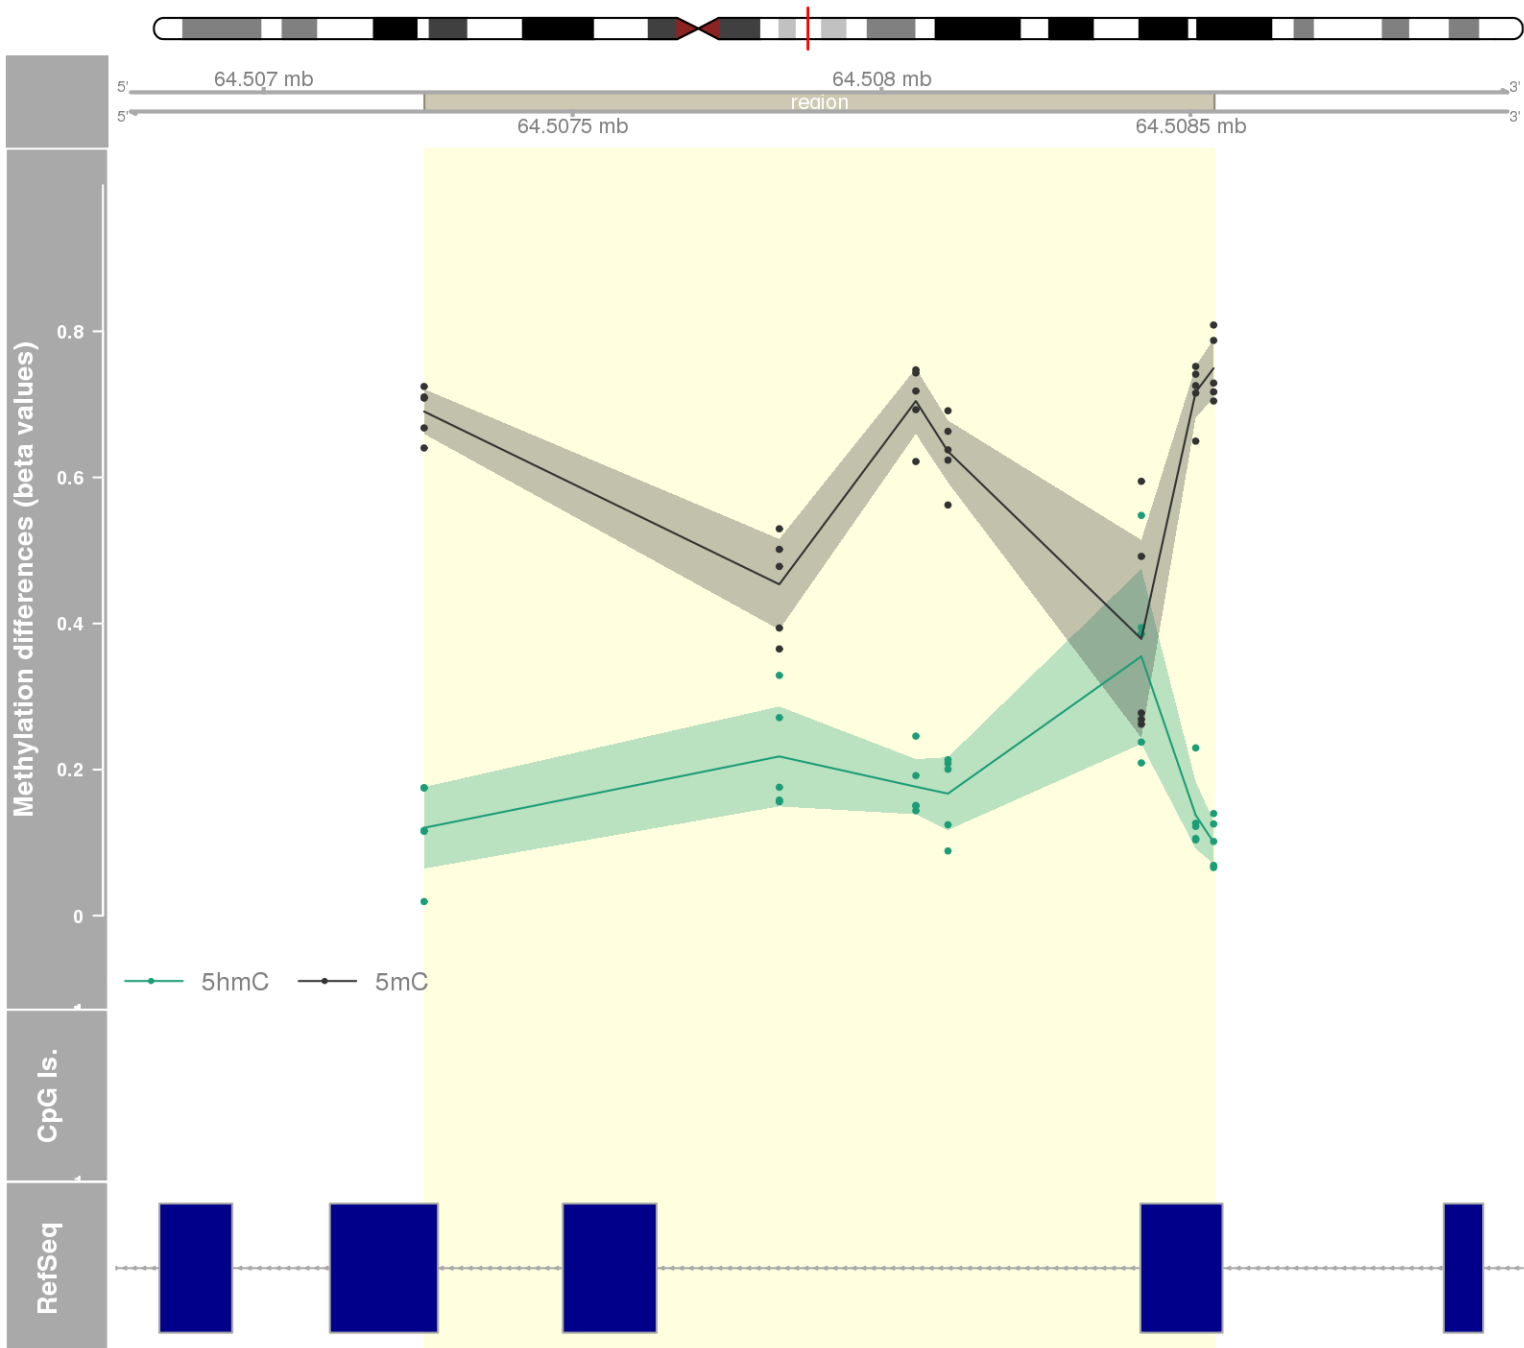 64.507 mb
64.508 mb
5'
3'
region
5'
3'
64.5075 mb
64.5085 mb
Methylation differences (beta values)
0.8
0.6
0.4
0.2
0
5hmC
5mC
CpG Is.
RefSeq